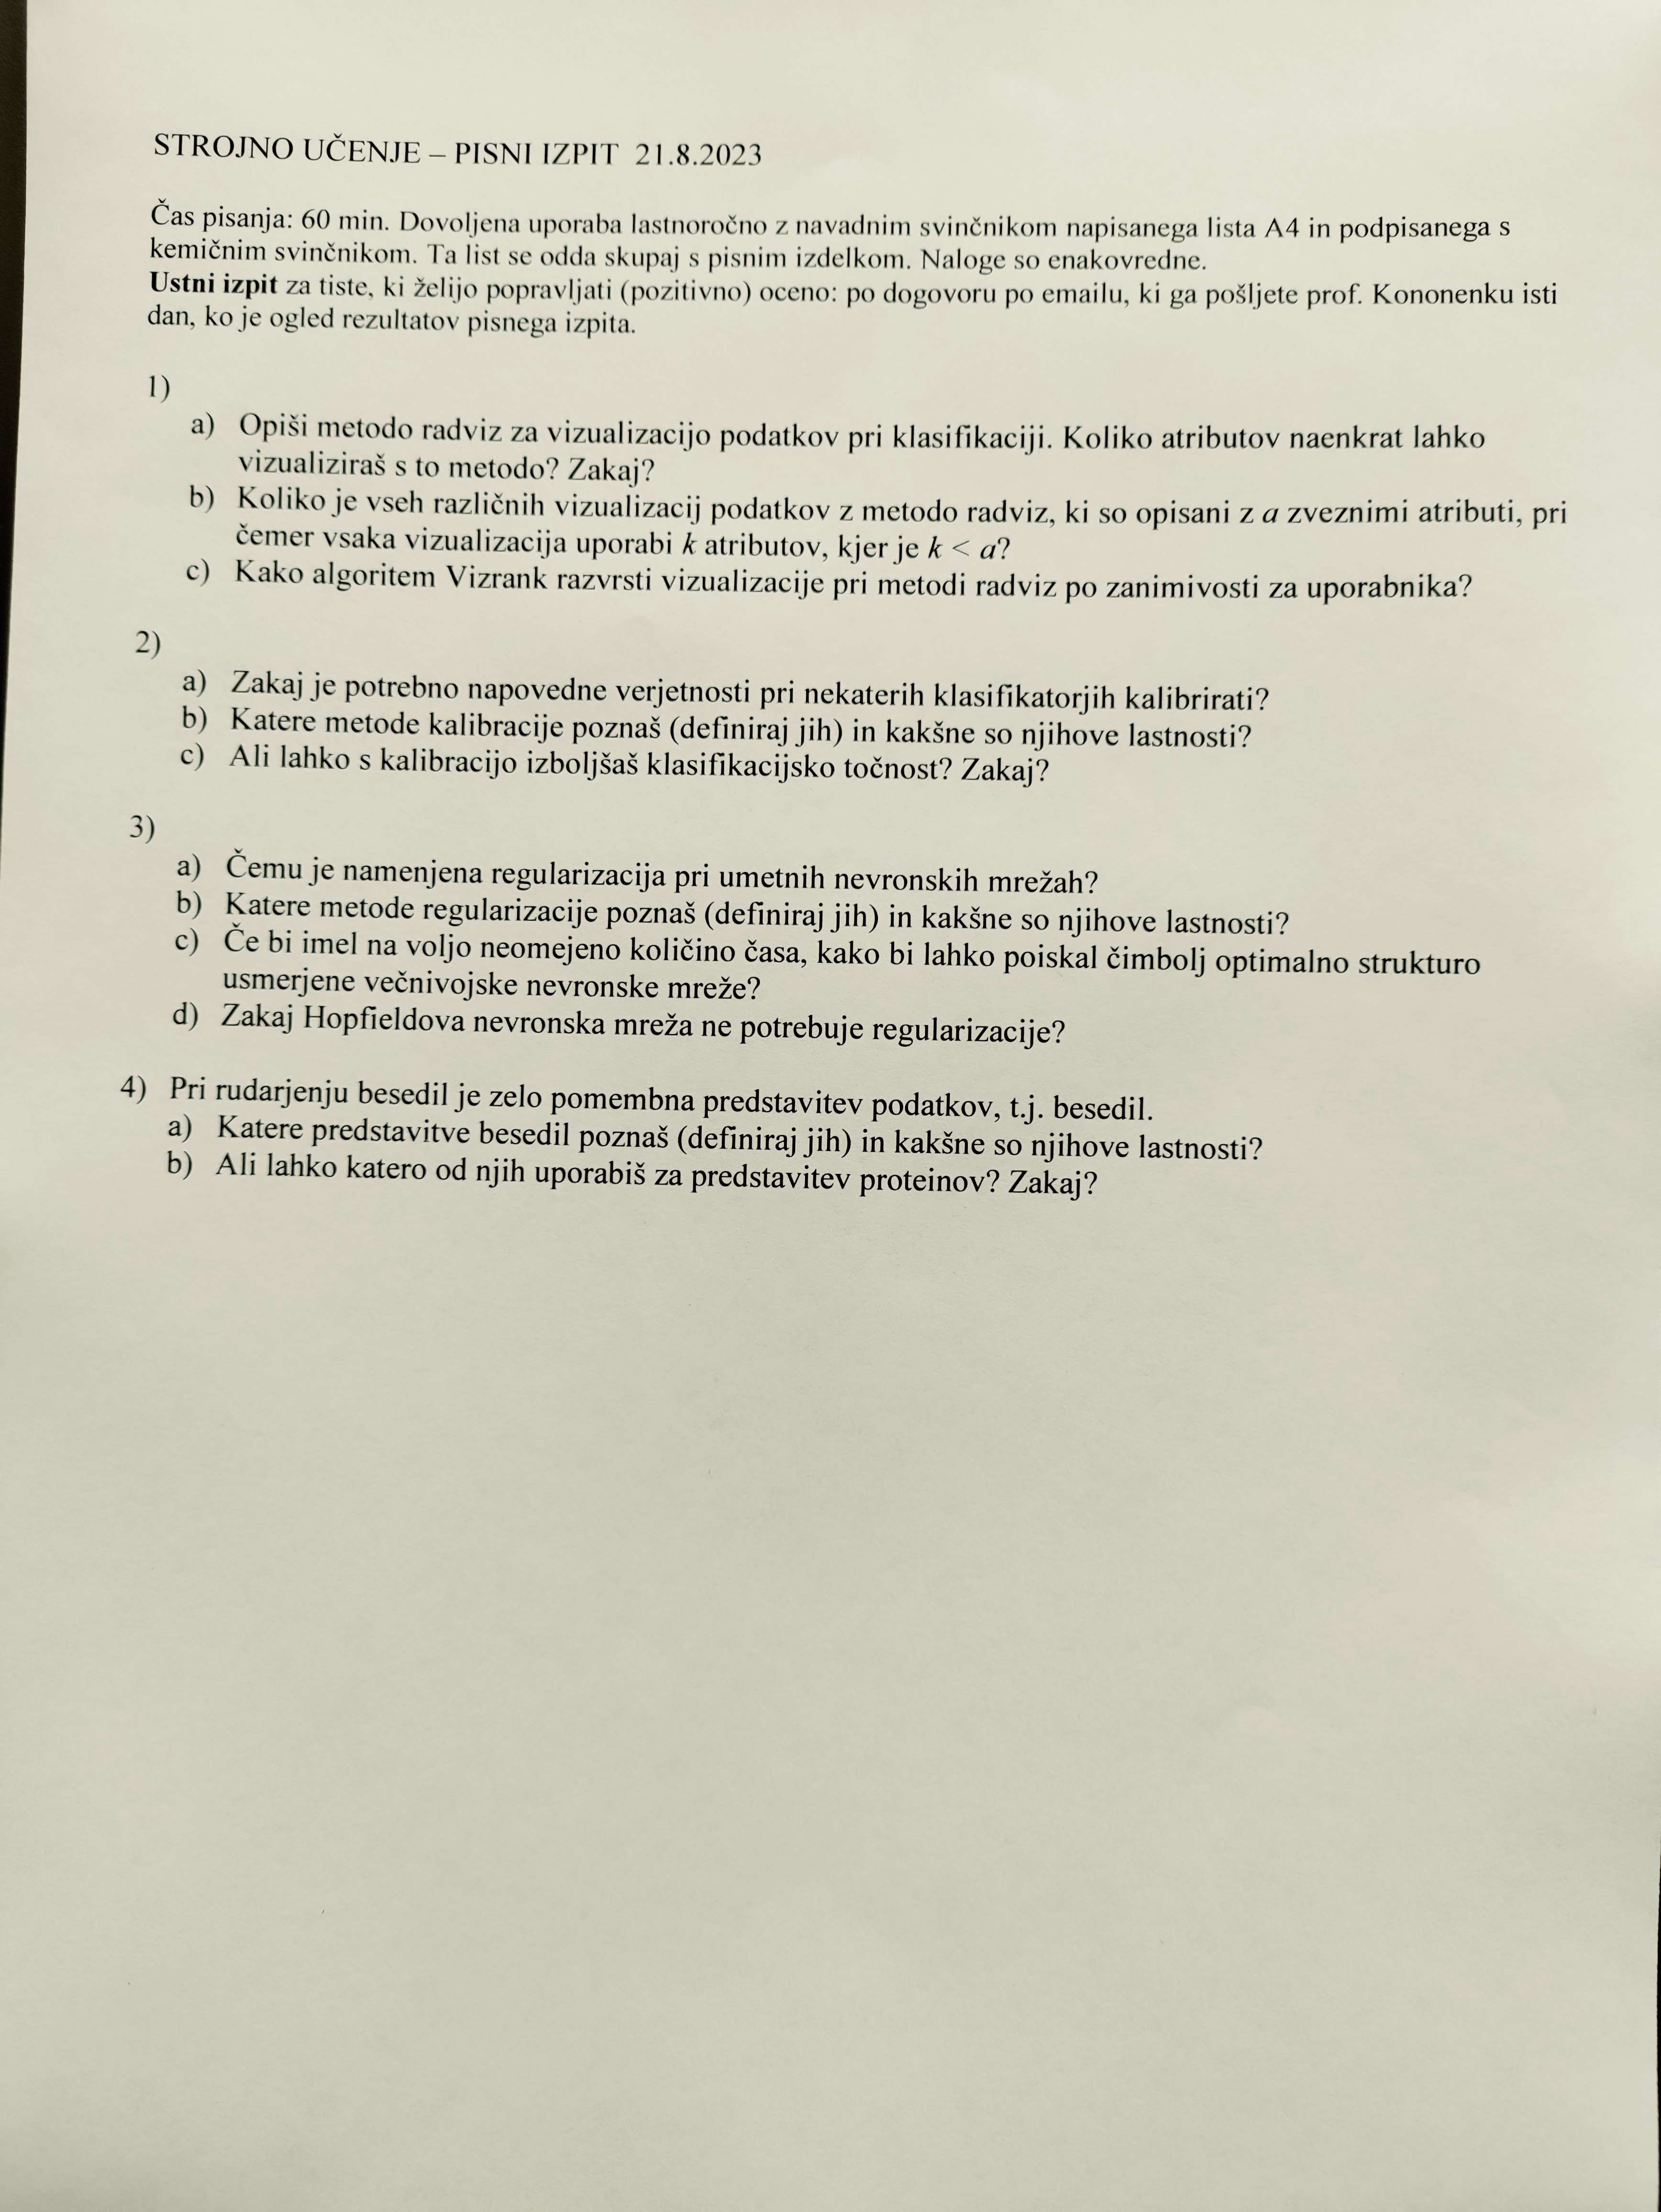 STROJNO UČENJE – PISNI IZPIT 21.8.2023
Čas pisanja: 60 min. Dovoljena uporaba lastnoročno z navadnim svinčnikom napisanega lista A4 in podpisanega s
kemičnim svinčnikom. Ta list se odda skupaj s pisnim izdelkom. Naloge so enakovredne.
Ustni izpit za tiste, ki želijo popravljati (pozitivno) oceno: po dogovoru po emailu, ki ga pošljete prof. Kononenku isti
dan, ko je ogled rezultatov pisnega izpita.
1)
a) Opiši metodo radviz za vizualizacijo podatkov pri klasifikaciji. Koliko atributov naenkrat lahko
vizualiziraš s to metodo? Zakaj?
b) Koliko je vseh različnih vizualizacij podatkov z metodo radviz, ki so opisani z a zveznimi atributi, pri
čemer vsaka vizualizacija uporabi k atributov, kjer je k < a?
c) Kako algoritem Vizrank razvrsti vizualizacije pri metodi radviz po zanimivosti za uporabnika?
2)
a) Zakaj je potrebno napovedne verjetnosti pri nekaterih klasifikatorjih kalibrirati?
b) Katere metode kalibracije poznaš (definiraj jih) in kakšne so njihove lastnosti?
c) Ali lahko s kalibracijo izboljšaš klasifikacijsko točnost? Zakaj?
3)
a) Čemu je namenjena regularizacija pri umetnih nevronskih mrežah?
b) Katere metode regularizacije poznaš (definiraj jih) in kakšne so njihove lastnosti?
c) Če bi imel na voljo neomejeno količino časa, kako bi lahko poiskal čimbolj optimalno strukturo
usmerjene večnivojske nevronske mreže?
d) Zakaj Hopfieldova nevronska mreža ne potrebuje regularizacije?
4) Pri rudarjenju besedil je zelo pomembna predstavitev podatkov, t.j. besedil.
a) Katere predstavitve besedil poznaš (definiraj jih) in kakšne so njihove lastnosti?
b) Ali lahko katero od njih uporabiš za predstavitev proteinov? Zakaj?